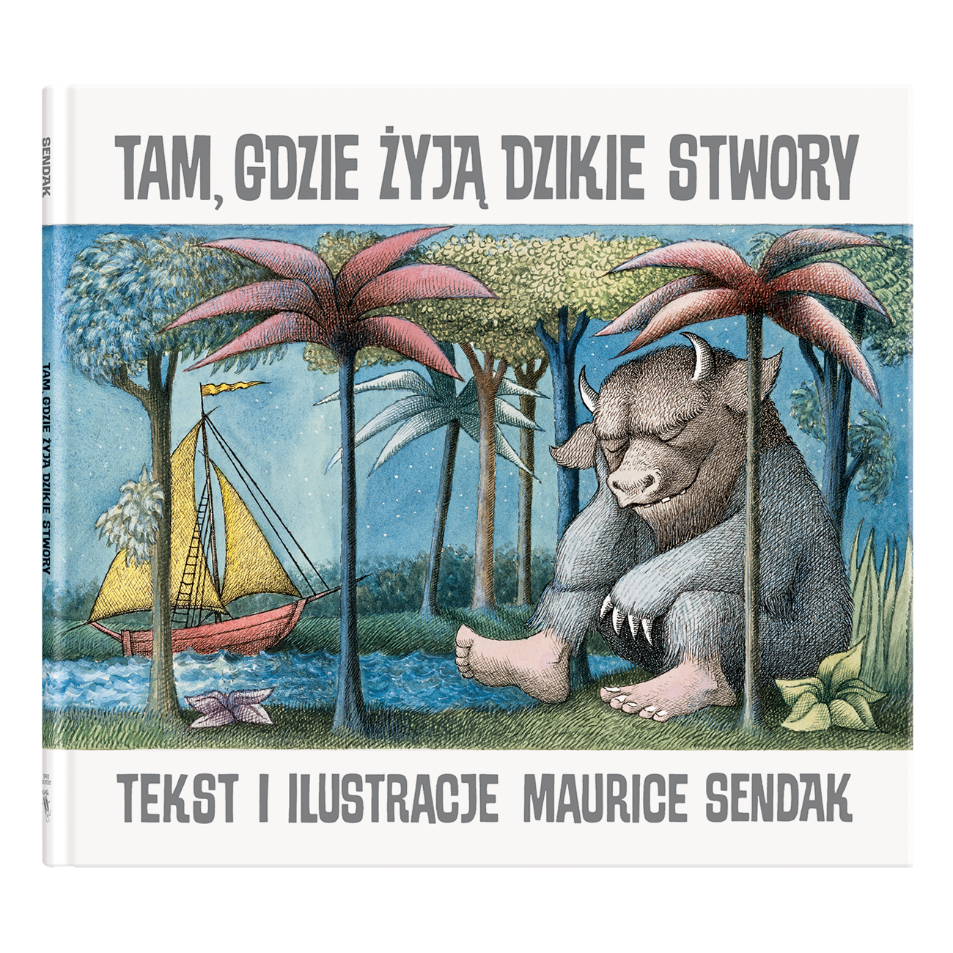 TAM, GDZIE ŻYJĄ DZIKIE STWORY
TEKST I ILUSTRACJE MAURICE SENDAK
SENDAK
TAM, GDZIE ŻYJĄ DZIKIE STWORY